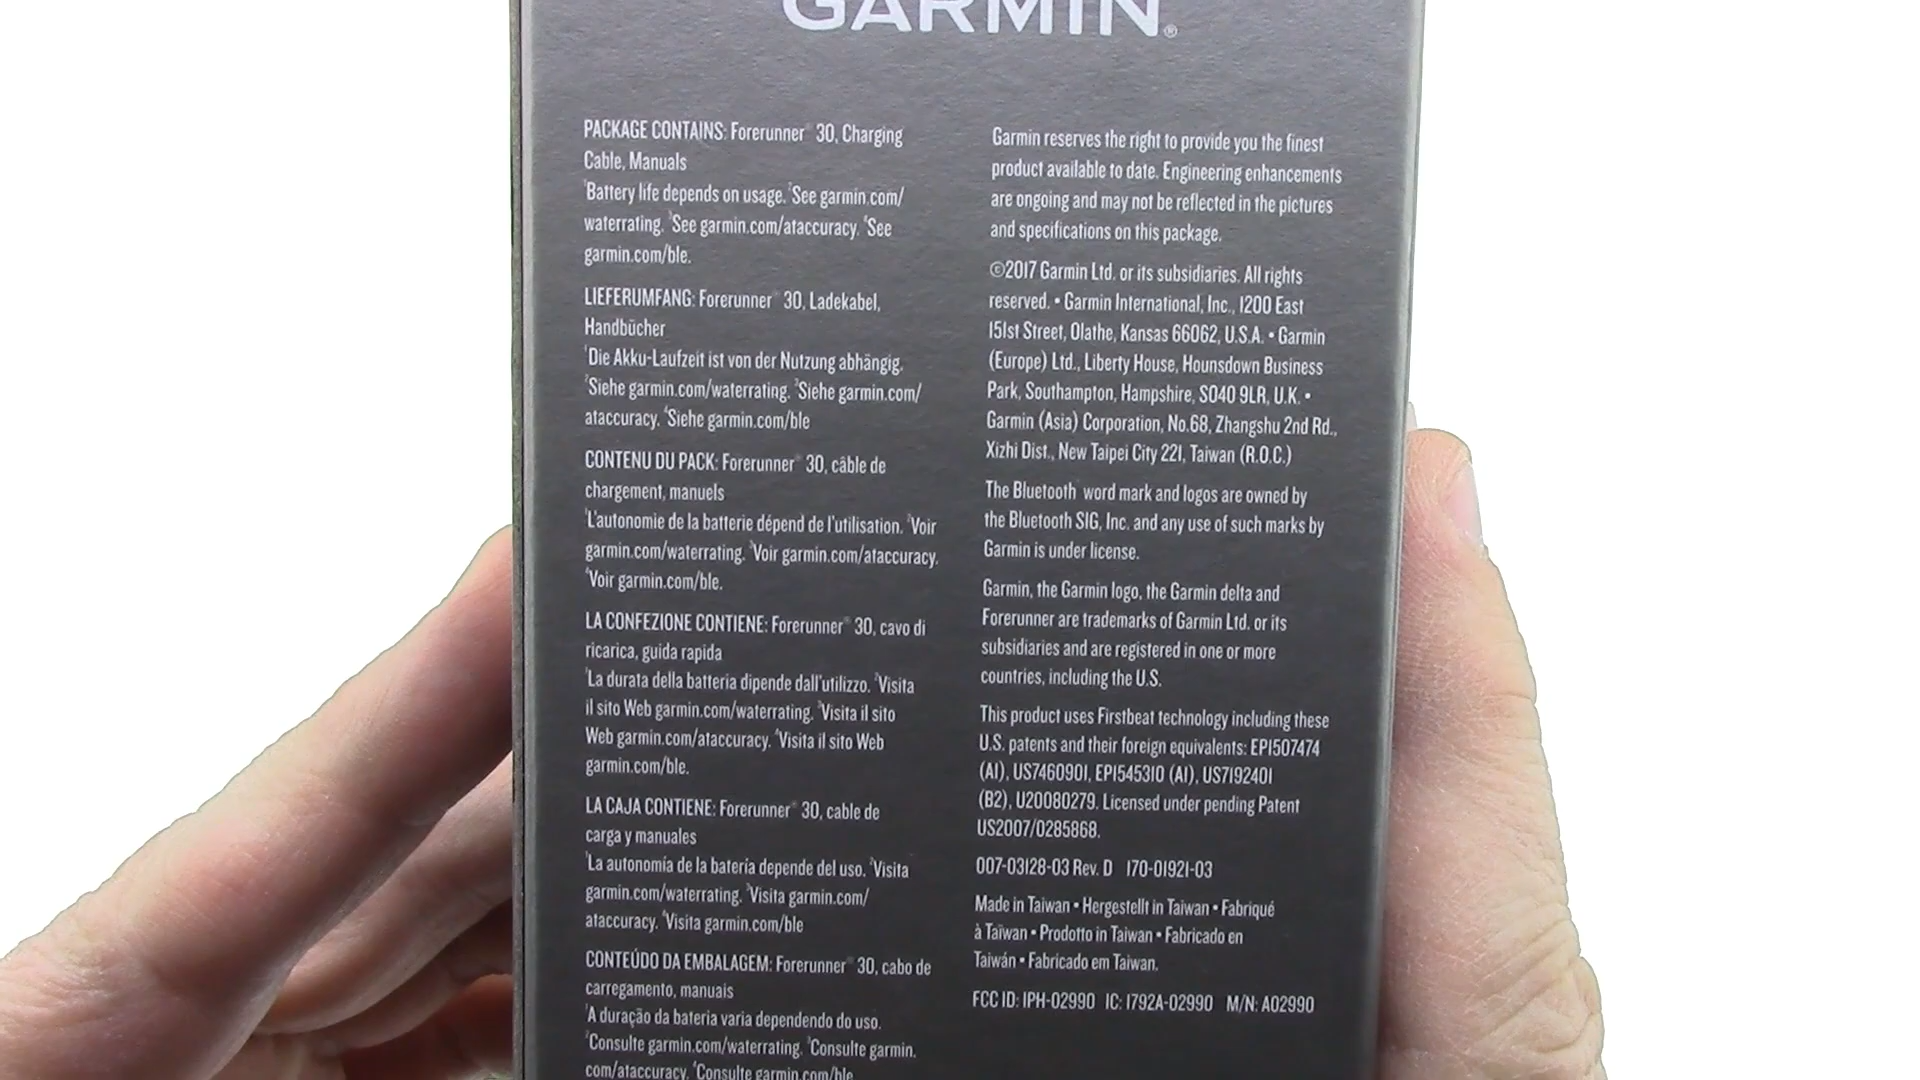 GARMIN®
PACKAGE CONTAINS: Forerunner® 30, Charging
Cable, Manuals
¹Battery life depends on usage. ²See garmin.com/
waterrating. ³See garmin.com/ataccuracy. ⁴See
garmin.com/ble.
LIEFERUMFANG: Forerunner® 30, Ladekabel,
Handbücher
¹Die Akku-Laufzeit ist von der Nutzung abhängig.
²Siehe garmin.com/waterrating. ³Siehe garmin.com/
ataccuracy. ⁴Siehe garmin.com/ble
CONTENU DU PACK: Forerunner® 30, câble de
chargement, manuels
¹L'autonomie de la batterie dépend de l'utilisation. ²Voir
garmin.com/waterrating. ³Voir garmin.com/ataccuracy.
⁴Voir garmin.com/ble.
LA CONFEZIONE CONTIENE: Forerunner® 30, cavo di
ricarica, guida rapida
¹La durata della batteria dipende dall'utilizzo. ²Visita
il sito Web garmin.com/waterrating. ³Visita il sito
Web garmin.com/ataccuracy. ⁴Visita il sito Web
garmin.com/ble.
LA CAJA CONTIENE: Forerunner® 30, cable de
carga y manuales
¹La autonomía de la batería depende del uso. ²Visita
garmin.com/waterrating. ³Visita garmin.com/
ataccuracy. ⁴Visita garmin.com/ble
CONTEÚDO DA EMBALAGEM: Forerunner® 30, cabo de
carregamento, manuais
¹A duração da bateria varia dependendo do uso.
²Consulte garmin.com/waterrating. ³Consulte garmin.
com/ataccuracy. ⁴Consulte garmin.com/ble
Garmin reserves the right to provide you the finest
product available to date. Engineering enhancements
are ongoing and may not be reflected in the pictures
and specifications on this package.
©2017 Garmin Ltd. or its subsidiaries. All rights
reserved. • Garmin International, Inc., 1200 East
151st Street, Olathe, Kansas 66062, U.S.A. • Garmin
(Europe) Ltd., Liberty House, Hounsdown Business
Park, Southampton, Hampshire, SO40 9LR, U.K. •
Garmin (Asia) Corporation, No.68, Zhangshu 2nd Rd.,
Xizhi Dist., New Taipei City 221, Taiwan (R.O.C.)
The Bluetooth word mark and logos are owned by
the Bluetooth SIG, Inc. and any use of such marks by
Garmin is under license.
Garmin, the Garmin logo, the Garmin delta and
Forerunner are trademarks of Garmin Ltd. or its
subsidiaries and are registered in one or more
countries, including the U.S.
This product uses Firstbeat technology including these
U.S. patents and their foreign equivalents: EP1507474
(A1), US7460901, EP1545310 (A1), US7192401
(B2), U20080279. Licensed under pending Patent
US2007/0285868.
007-03128-03 Rev. D 170-01921-03
Made in Taiwan • Hergestellt in Taiwan • Fabriqué
à Taïwan • Prodotto in Taiwan • Fabricado en
Taiwán • Fabricado em Taiwan.
FCC ID: IPH-02990 IC: 1792A-02990 M/N: A02990